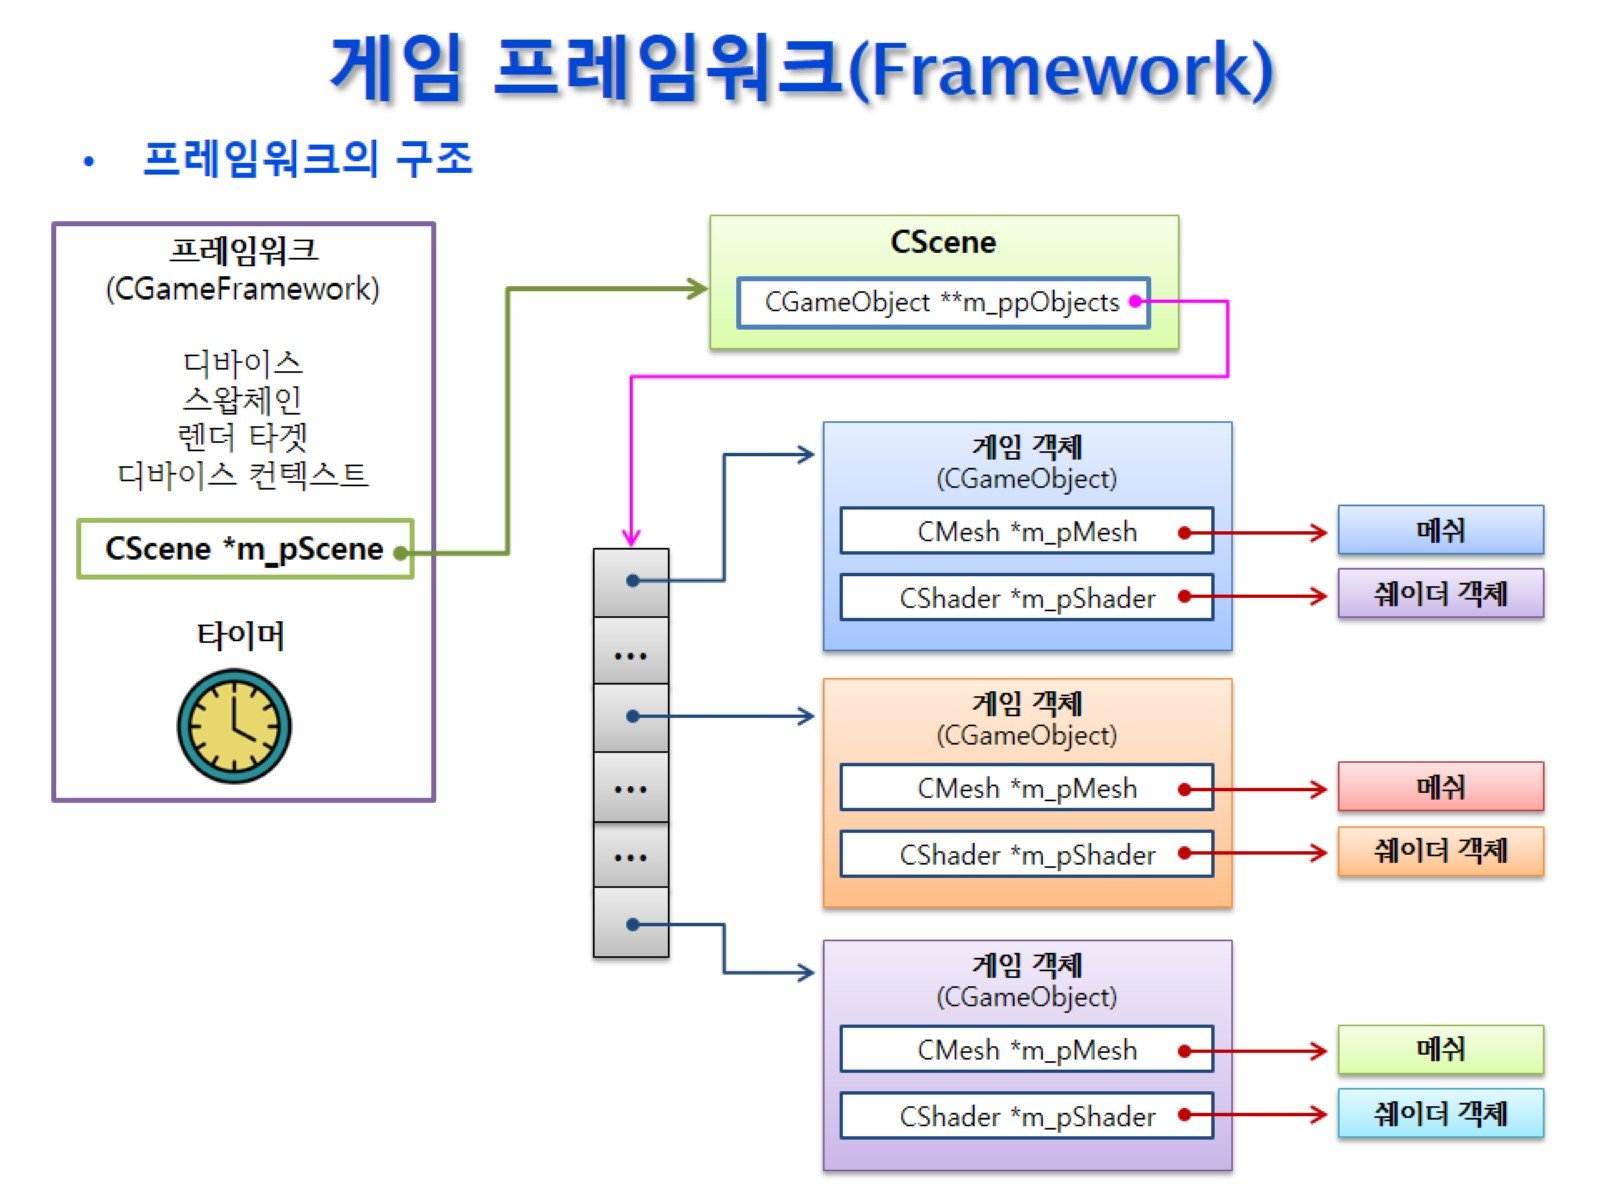 게임 프레임워크(Framework)
• 프레임워크의 구조
프레임워크
(CGameFramework)
디바이스
스왑체인
렌더 타겟
디바이스 컨텍스트
CScene *m_pScene
타이머
CScene
CGameObject **m_ppObjects
...
...
...
게임 객체
(CGameObject)
CMesh *m_pMesh
CShader *m_pShader
메쉬
쉐이더 객체
게임 객체
(CGameObject)
CMesh *m_pMesh
CShader *m_pShader
메쉬
쉐이더 객체
게임 객체
(CGameObject)
CMesh *m_pMesh
CShader *m_pShader
메쉬
쉐이더 객체